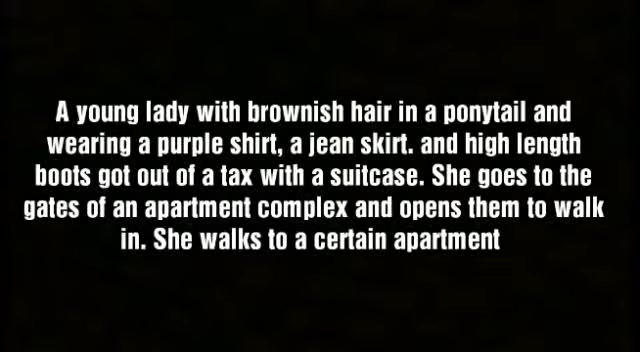 A young lady with brownish hair in a ponytail and
wearing a purple shirt, a jean skirt. and high length
boots got out of a tax with a suitcase. She goes to the
gates of an apartment complex and opens them to walk
in. She walks to a certain apartment